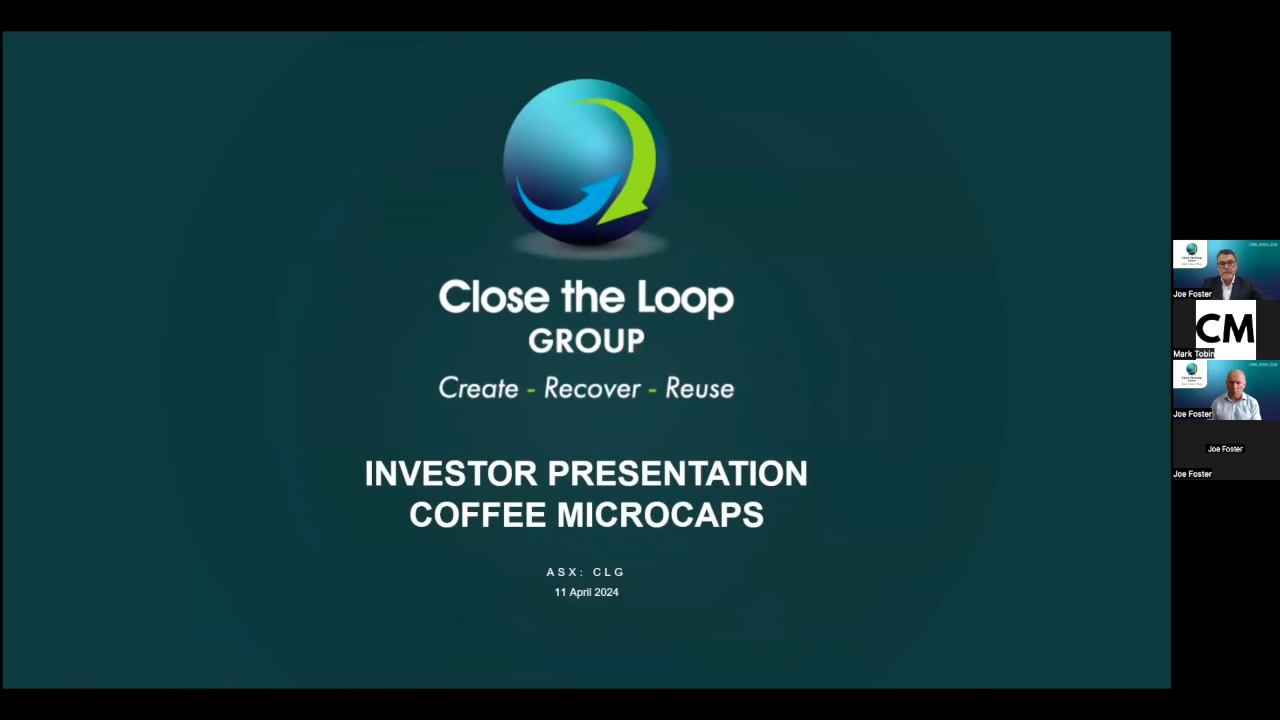 Close the Loop
GROUP
Create - Recover - Reuse
INVESTOR PRESENTATION
COFFEE MICROCAPS
ASX: CLG
11 April 2024
Joe Foster
CM
Mark Tobin
Joe Foster
Joe Foster
Joe Foster